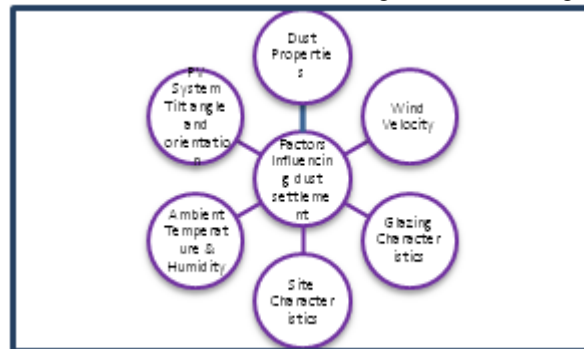 Dust
Propertie
s
PV
System
Tilt angle
and
orientatio
n
Wind
Velocity
Factors
Influencin
g dust
settleme
nt
Ambient
Temperat
ure &
Humidity
Glazing
Character
istics
Site
Character
istics